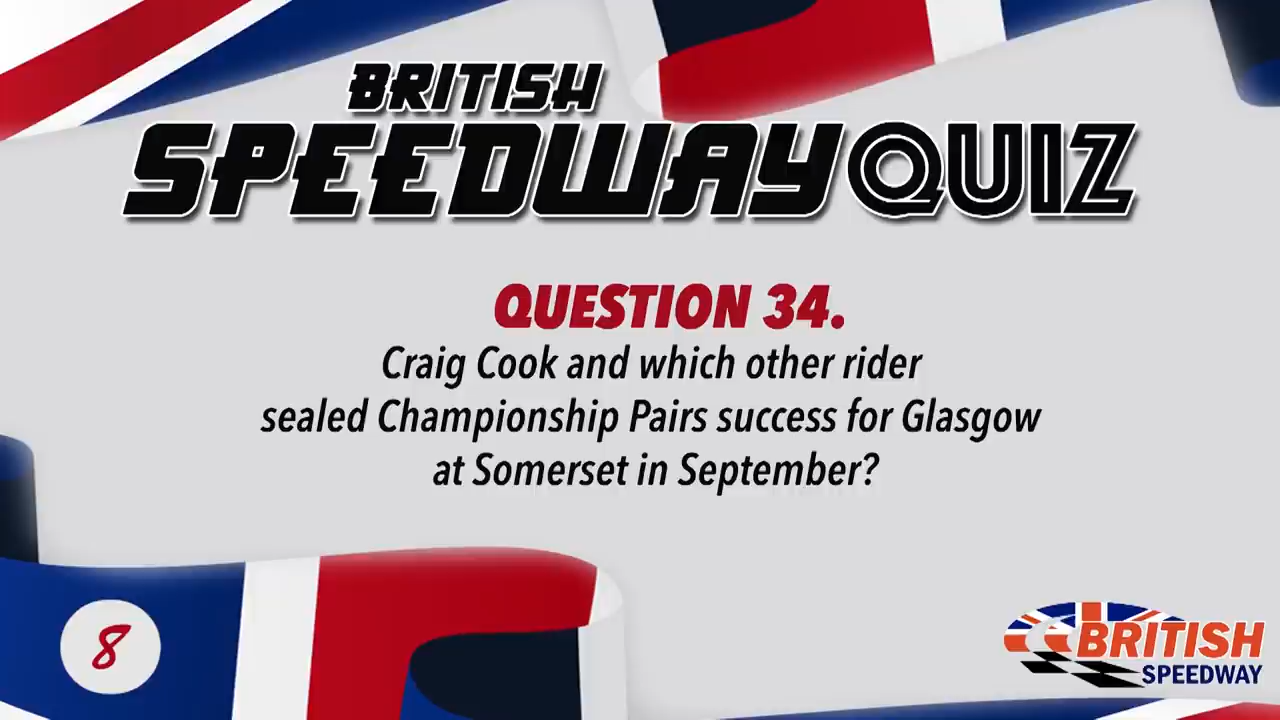 BRITISH
SPEEDWAY QUIZ
QUESTION 34.
Craig Cook and which other rider
sealed Championship Pairs success for Glasgow
at Somerset in September?
8
BRITISH
SPEEDWAY